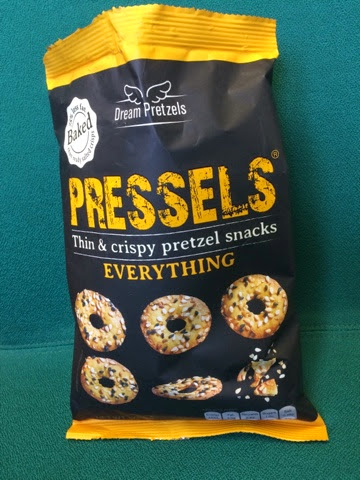 Dream Pretzels
Baked
PRESSELS®
Thin & crispy pretzel snacks
EVERYTHING